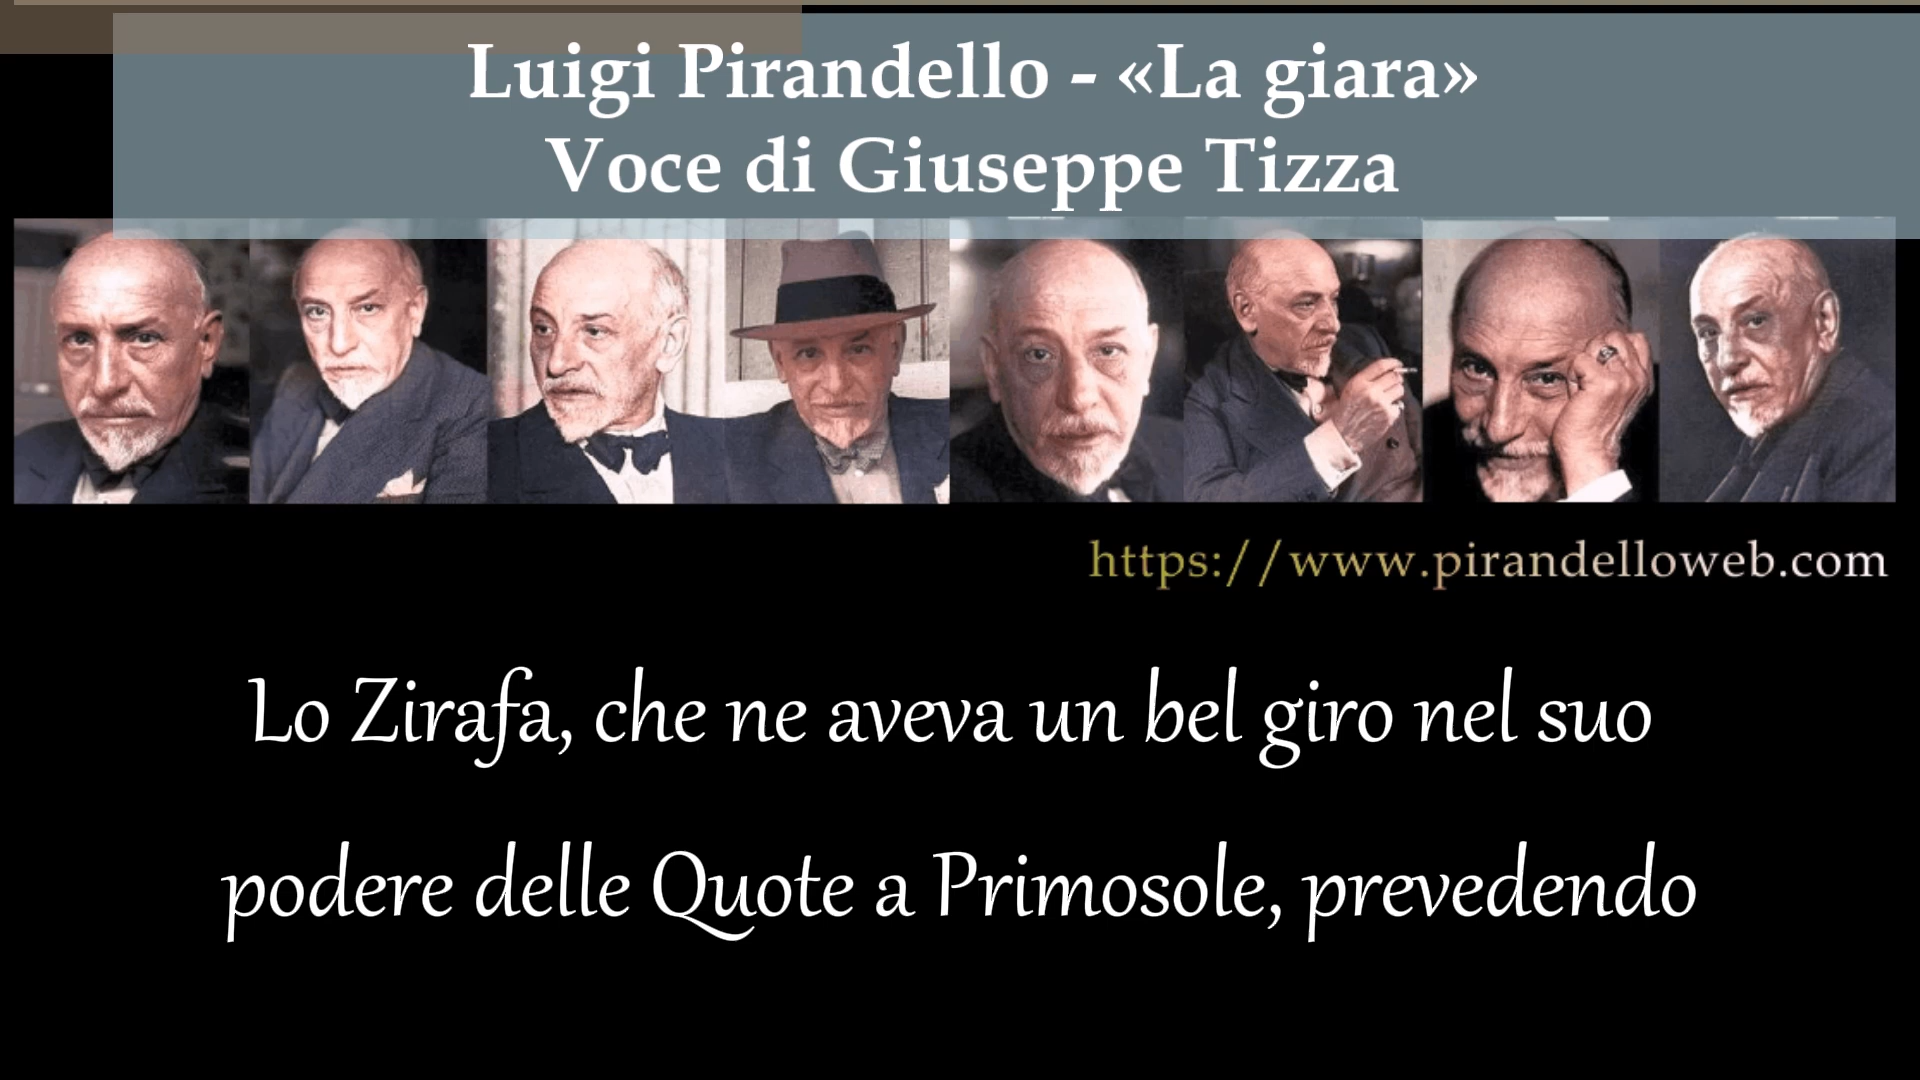 Luigi Pirandello - «La giara»
Voce di Giuseppe Tizza
https://www.pirandelloweb.com
Lo Zirafa, che ne aveva un bel giro nel suo
podere delle Quote a Primosole, prevedendo